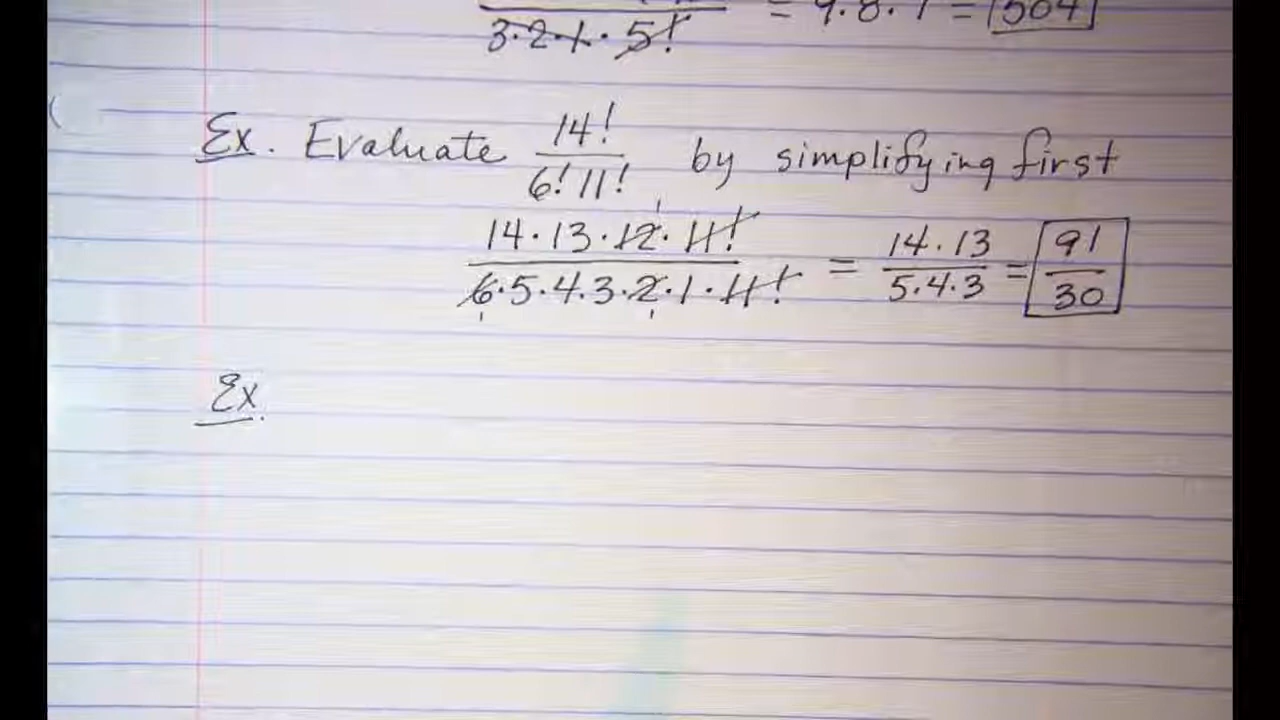 3·2·1·5! = 9·8·7 = 504
Ex. Evaluate 14!/6!11! by simplifying first
14·13·12·11!/6·5·4·3·2·1·11! = 14·13/5·4·3 = 91/30
Ex.